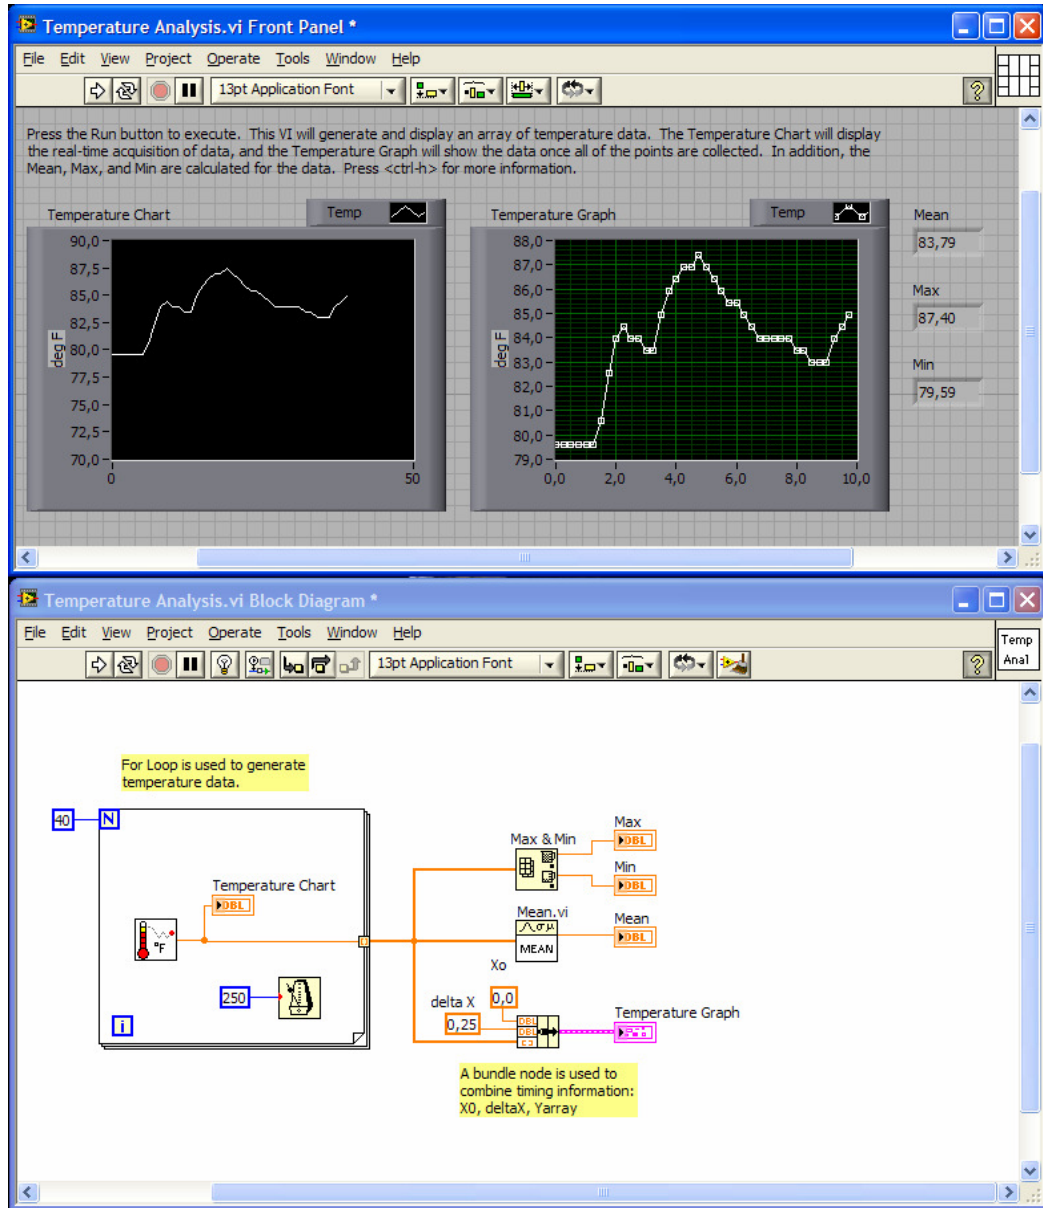 Temperature Analysis.vi Front Panel *
File Edit View Project Operate Tools Window Help
13pt Application Font
Press the Run button to execute. This VI will generate and display an array of temperature data. The Temperature Chart will display
the real-time acquisition of data, and the Temperature Graph will show the data once all of the points are collected. In addition, the
Mean, Max, and Min are calculated for the data. Press <ctrl-h> for more information.
Temperature Chart
Temp
90,0
87,5
85,0
82,5
80,0
77,5
75,0
72,5
70,0
deg F
0 50
Temperature Graph
Temp
88,0
87,0
86,0
85,0
84,0
83,0
82,0
81,0
80,0
79,0
deg F
0,0 2,0 4,0 6,0 8,0 10,0
Mean
83,79
Max
87,40
Min
79,59
Temperature Analysis.vi Block Diagram *
File Edit View Project Operate Tools Window Help
13pt Application Font
Temp
Anal
For Loop is used to generate
temperature data.
40 N
Temperature Chart
DBL
°F
250
i
Max & Min
Max
DBL
Min
DBL
Mean.vi
σμ
MEAN
Mean
DBL
Xo
0,0
delta X
0,25
DBL
DBL
Temperature Graph
A bundle node is used to
combine timing information:
X0, deltaX, Yarray